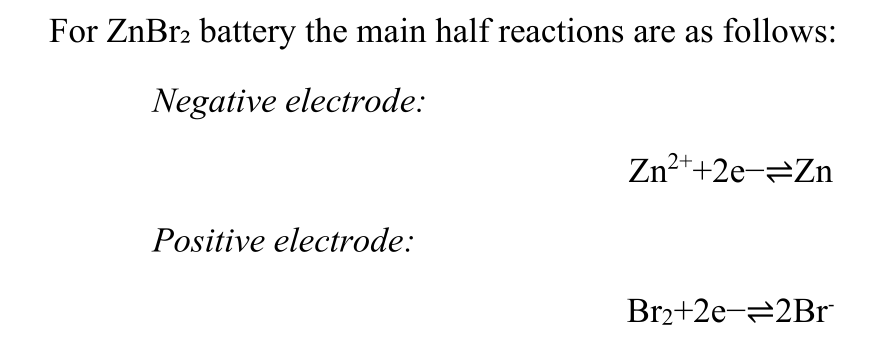 For ZnBr₂ battery the main half reactions are as follows:
Negative electrode:
Zn²⁺+2e−⇌Zn
Positive electrode:
Br₂+2e−⇌2Br⁻